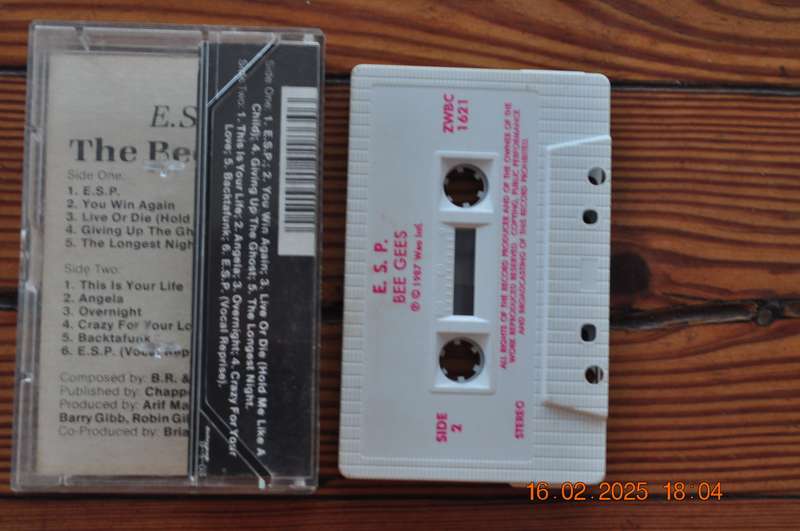 E.S
The Bee
Side One:
1. E.S.P.
2. You Win Again
3. Live Or Die (Hold
4. Giving Up The Gh
5. The Longest Nigh
Side Two:
1. This Is Your Life
2. Angela
3. Overnight
4. Crazy For Your Lo
5. Backtafunk
6. E.S.P. (Vocal Rep
Composed by: B.R. &
Published by: Chappe
Produced by: Arif Ma
Barry Gibb, Robin Gi
Co-Produced by: Bria
Side One: 1. E.S.P.; 2. You Win Again; 3. Live Or Die (Hold Me Like A
Child); 4. Giving Up The Ghost; 5. The Longest Night.
Side Two: 1. This Is Your Life; 2. Angela; 3. Overnight; 4. Crazy For Your
Love; 5. Backtafunk; 6. E.S.P. (Vocal Reprise).
ZWBC
1621
E. S. P.
BEE GEES
℗ © 1987 Wea Int.
ALL RIGHTS OF THE RECORD PRODUCER AND OF THE OWNER OF THE
WORK REPRODUCED RESERVED. COPYING, PUBLIC PERFORMANCE
AND BROADCASTING OF THIS RECORD PROHIBITED.
SIDE
2
STEREO
16.02.2025 18:04